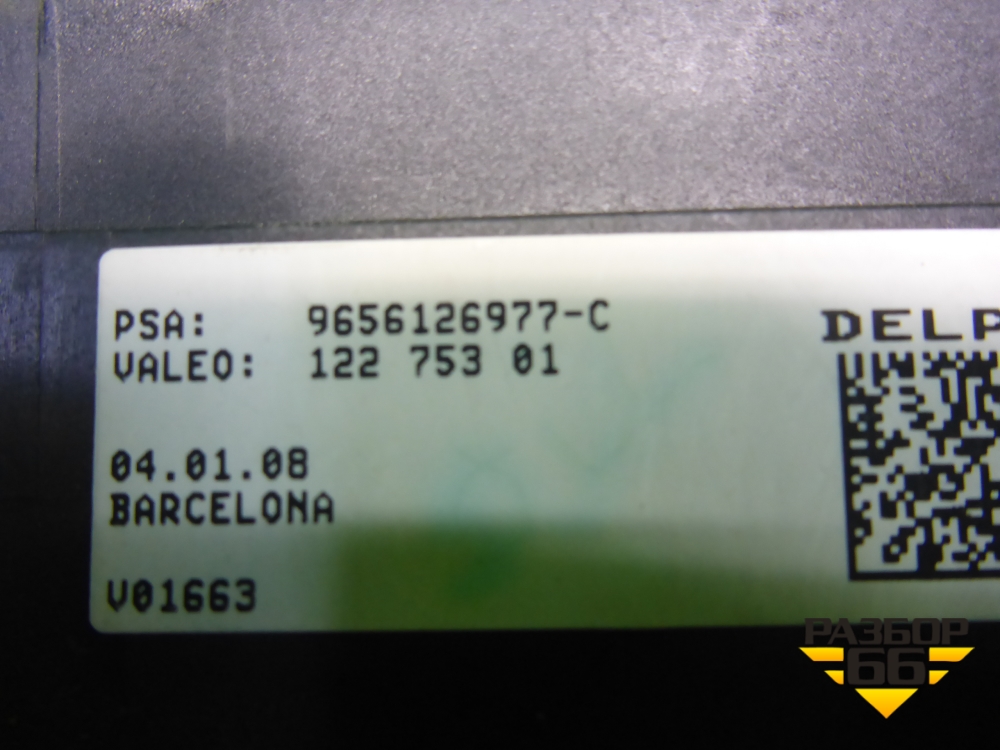 PSA: 9656126977-C
VALEO: 122 753 01
DELP
04.01.08
BARCELONA
V01663
РАЗБОР
66